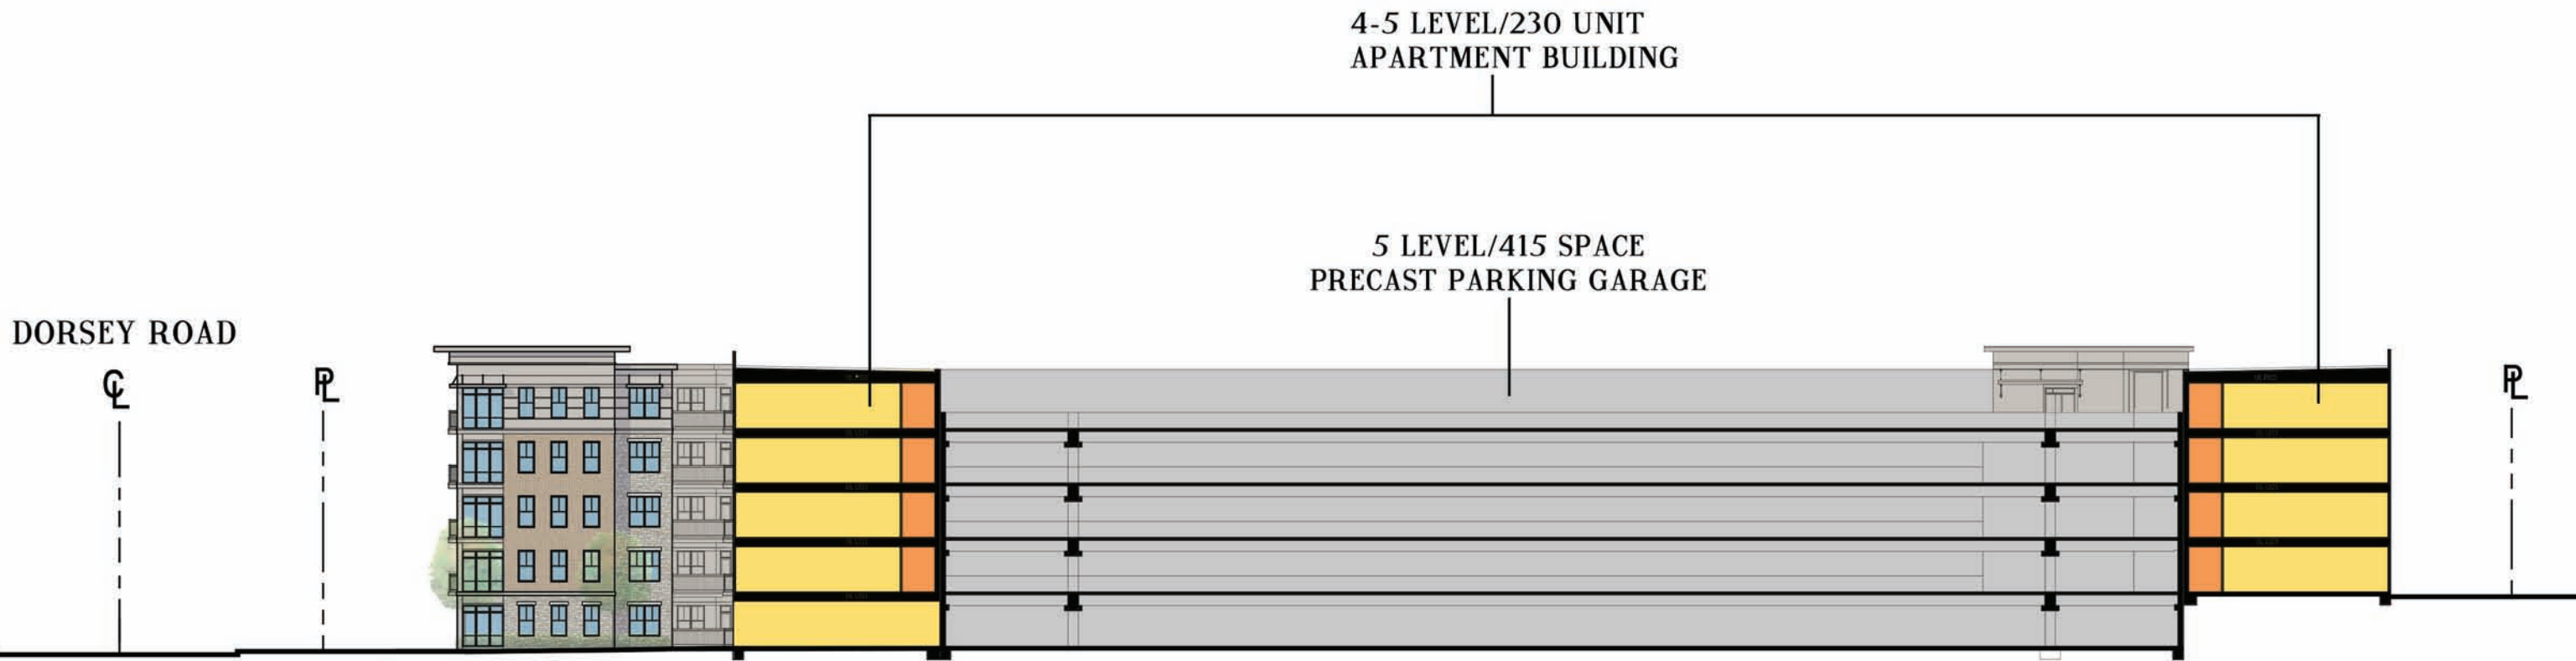 4-5 LEVEL/230 UNIT
APARTMENT BUILDING
5 LEVEL/415 SPACE
PRECAST PARKING GARAGE
DORSEY ROAD
CL
PL
PL